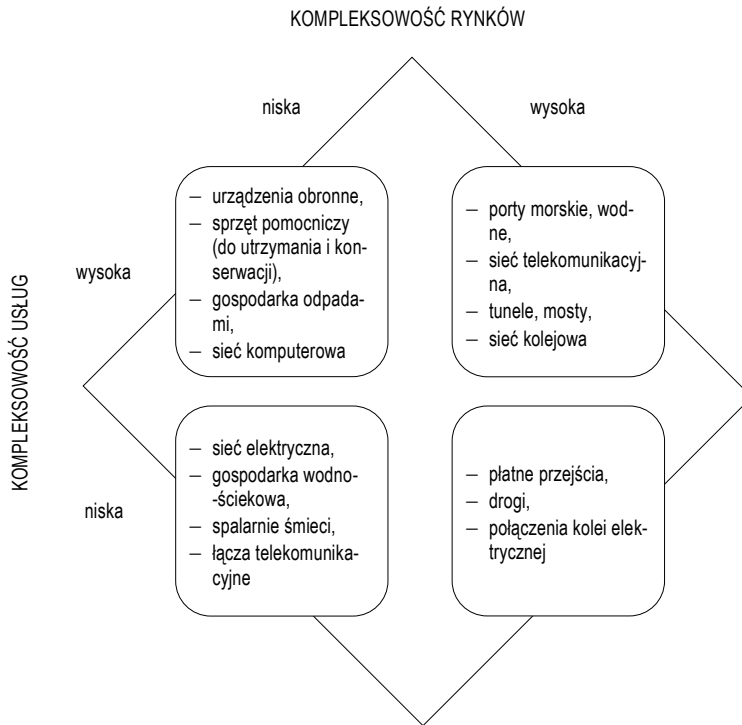 KOMPLEKSOWOŚĆ RYNKÓW
niska
wysoka
KOMPLEKSOWOŚĆ USŁUG
wysoka
– urządzenia obronne,
– sprzęt pomocniczy
(do utrzymania i kon-
serwacji),
– gospodarka odpada-
mi,
– sieć komputerowa
– porty morskie, wod-
ne,
– sieć telekomunikacyj-
na,
– tunele, mosty,
– sieć kolejowa
niska
– sieć elektryczna,
– gospodarka wodno-
-ściekowa,
– spalarnie śmieci,
– łącza telekomunika-
cyjne
– płatne przejścia,
– drogi,
– połączenia kolei elek-
trycznej